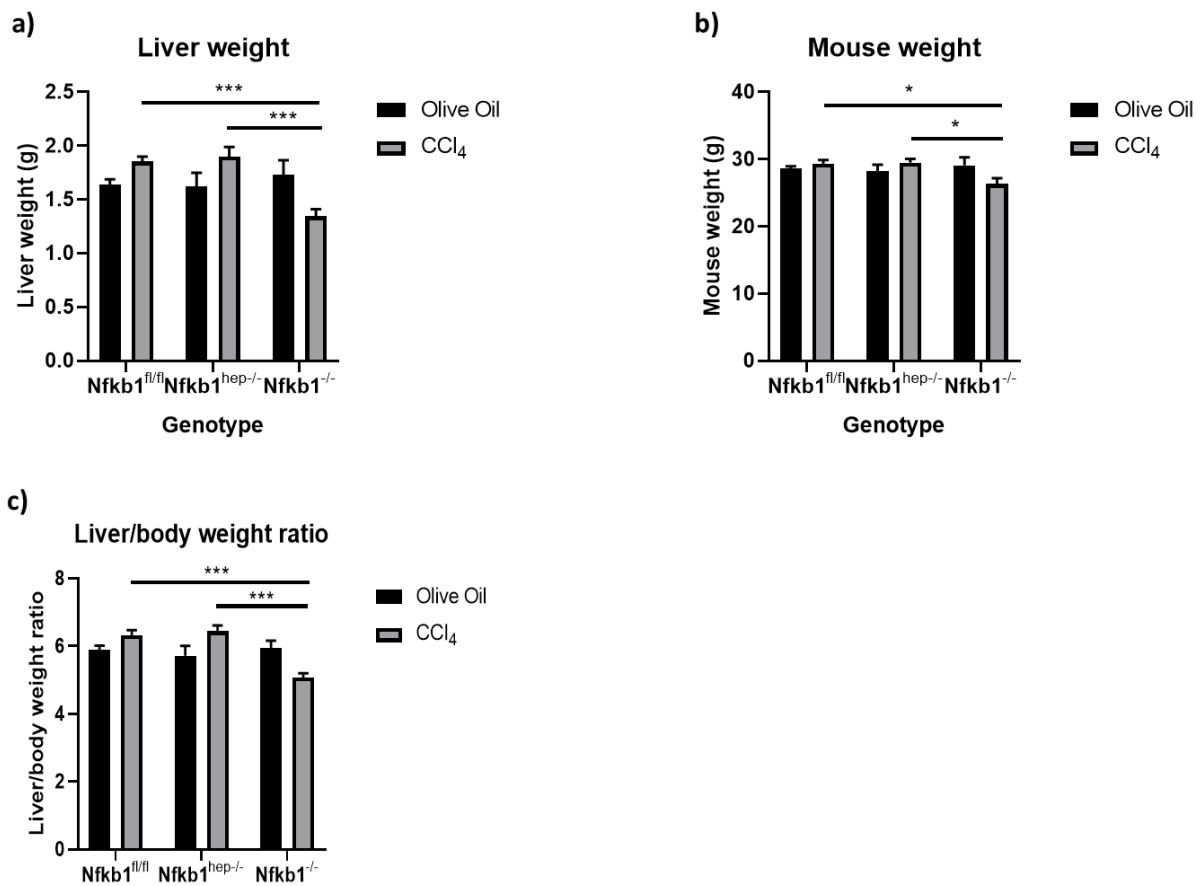 a)
Liver weight
***
***
2.5
2.0
1.5
1.0
0.5
0.0
Liver weight (g)
Nfkb1fl/fl Nfkb1hep-/- Nfkb1-/-
Genotype
Olive Oil
CCl4
b)
Mouse weight
*
*
40
30
20
10
0
Mouse weight (g)
Nfkb1fl/fl Nfkb1hep-/- Nfkb1-/-
Genotype
Olive Oil
CCl4
c)
Liver/body weight ratio
***
***
8
6
4
2
0
Liver/body weight ratio
Nfkb1fl/fl Nfkb1hep-/- Nfkb1-/-
Olive Oil
CCl4